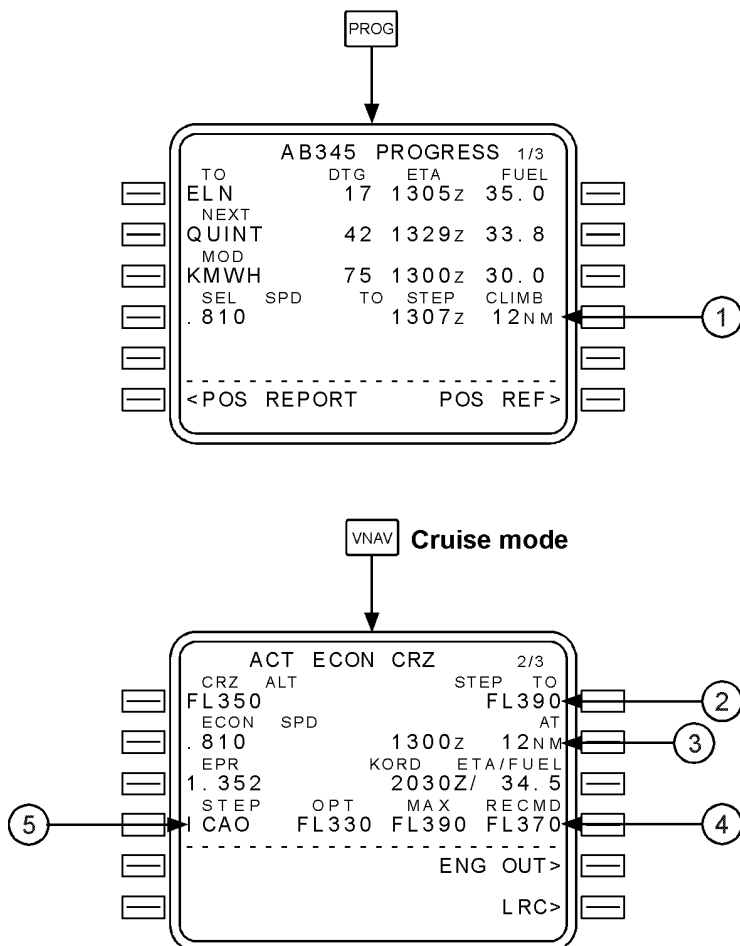 PROG
AB345 PROGRESS 1/3
TO DTG ETA FUEL
ELN 17 1305z 35.0
NEXT
QUINT 42 1329z 33.8
MOD
KMWH 75 1300z 30.0
SEL SPD TO STEP CLIMB
.810 1307z 12NM
1
<POS REPORT POS REF>
VNAV Cruise mode
ACT ECON CRZ 2/3
CRZ ALT STEP TO
FL350 FL390
2
ECON SPD AT
.810 1300z 12NM
3
EPR KORD ETA/FUEL
1.352 2030Z/ 34.5
STEP OPT MAX RECMD
5
ICAO FL330 FL390 FL370
4
ENG OUT>
LRC>